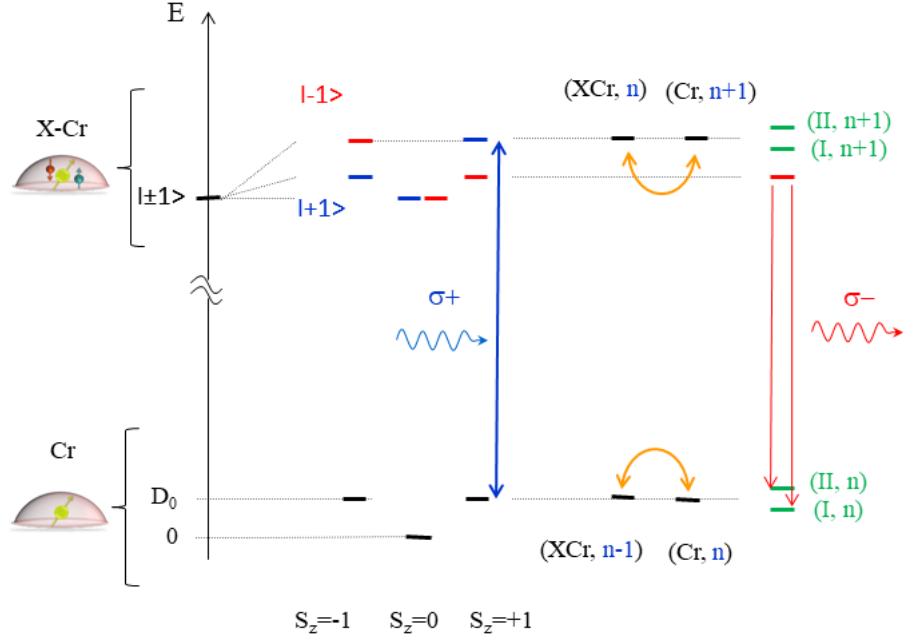 E
|-1>
(XCr, n) (Cr, n+1)
(II, n+1)
X-Cr
(I, n+1)
|±1>
|+1>
σ+
σ−
Cr
(II, n)
D0
(I, n)
0
(XCr, n-1) (Cr, n)
Sz=-1 Sz=0 Sz=+1